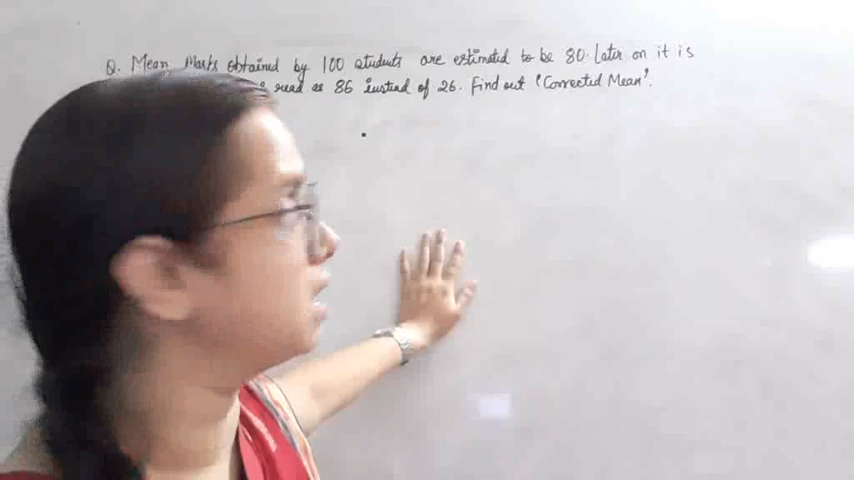 Q. Mean Marks obtained by 100 students are estimated to be 80. Later on it is
read as 86 instead of 26. Find out 'Corrected Mean'.